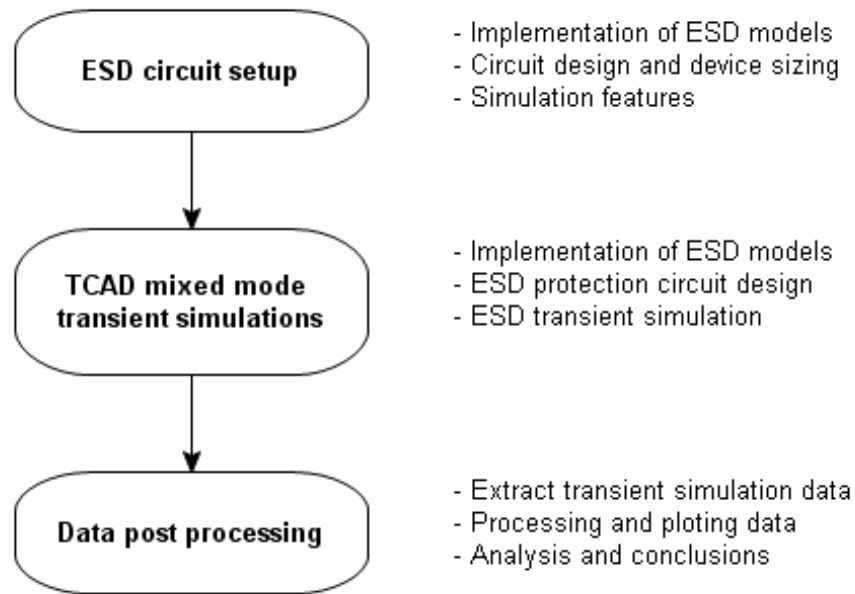 ESD circuit setup
- Implementation of ESD models
- Circuit design and device sizing
- Simulation features
TCAD mixed mode
transient simulations
- Implementation of ESD models
- ESD protection circuit design
- ESD transient simulation
Data post processing
- Extract transient simulation data
- Processing and ploting data
- Analysis and conclusions